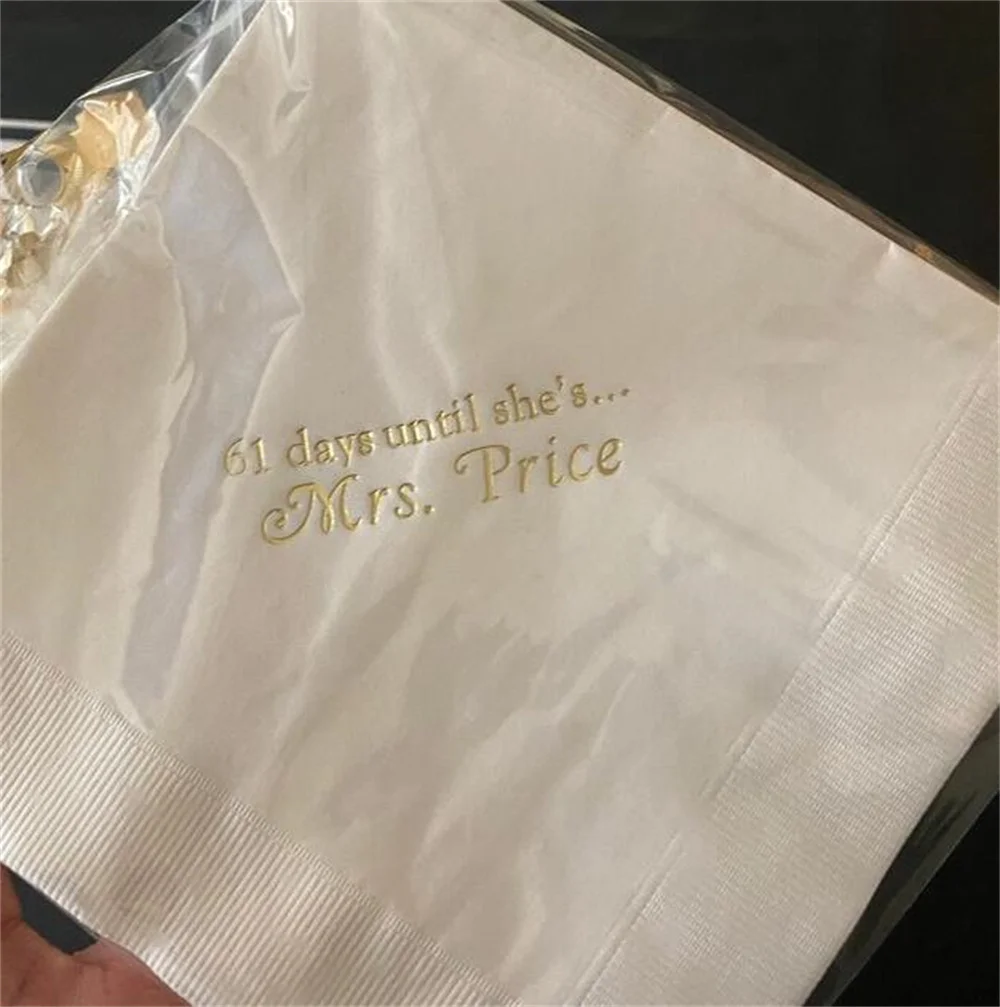 61 days until she's...
Mrs. Price